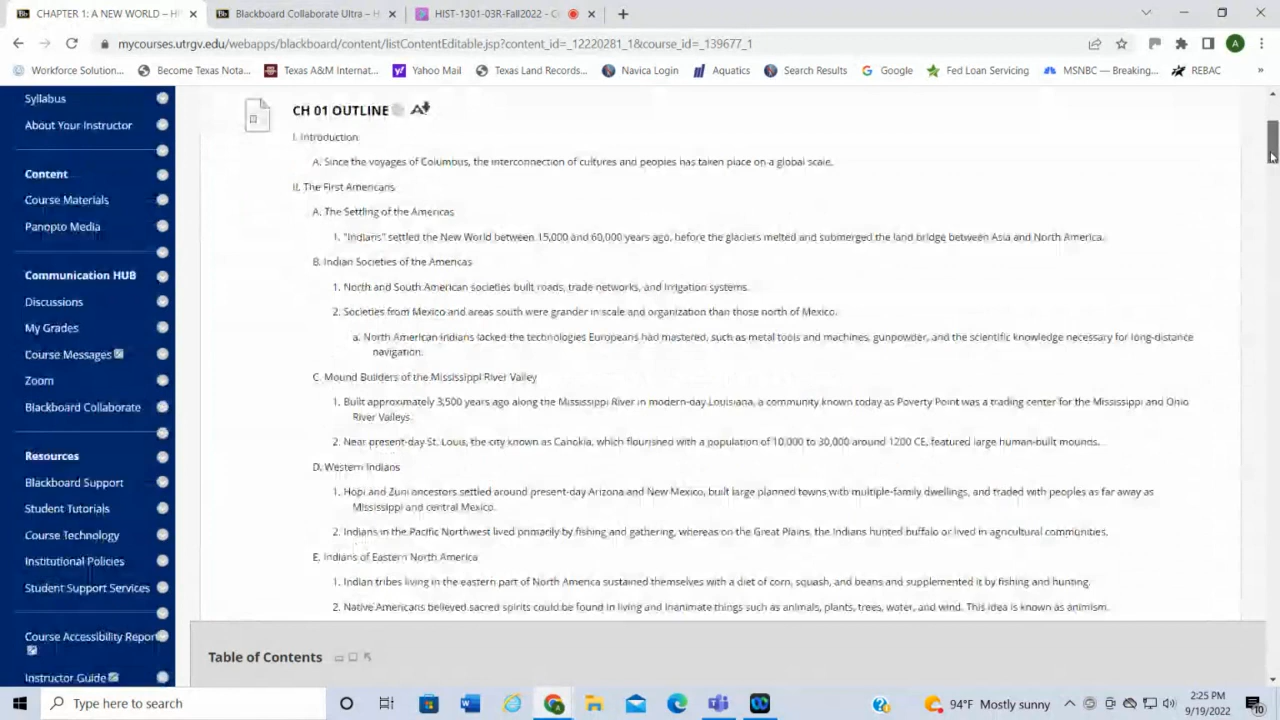 CHAPTER 1: A NEW WORLD – H
Blackboard Collaborate Ultra – H
HIST-1301-03R-Fall2022 - C
mycourses.utrgv.edu/webapps/blackboard/content/listContentEditable.jsp?content_id=_12220281_1&course_id=_139677_1
A
Workforce Solution...
Become Texas Nota...
Texas A&M Internat...
Yahoo Mail
Texas Land Records...
Navica Login
Aquatics
Search Results
Google
Fed Loan Servicing
MSNBC — Breaking...
REBAC
»
Syllabus
About Your Instructor
Content
Course Materials
Panopto Media
Communication HUB
Discussions
My Grades
Course Messages
Zoom
Blackboard Collaborate
Resources
Blackboard Support
Student Tutorials
Course Technology
Institutional Policies
Student Support Services
Course Accessibility Report
Instructor Guide
CH 01 OUTLINE
I. Introduction
A. Since the voyages of Columbus, the interconnection of cultures and peoples has taken place on a global scale.
II. The First Americans
A. The Settling of the Americas
1. "Indians" settled the New World between 15,000 and 60,000 years ago, before the glaciers melted and submerged the land bridge between Asia and North America.
B. Indian Societies of the Americas
1. North and South American societies built roads, trade networks, and irrigation systems.
2. Societies from Mexico and areas south were grander in scale and organization than those north of Mexico.
a. North American Indians lacked the technologies Europeans had mastered, such as metal tools and machines, gunpowder, and the scientific knowledge necessary for long-distance
navigation.
C. Mound Builders of the Mississippi River Valley
1. Built approximately 3,500 years ago along the Mississippi River in modern-day Louisiana, a community known today as Poverty Point was a trading center for the Mississippi and Ohio
River Valleys.
2. Near present-day St. Louis, the city known as Cahokia, which flourished with a population of 10,000 to 30,000 around 1200 CE, featured large human-built mounds.
D. Western Indians
1. Hopi and Zuni ancestors settled around present-day Arizona and New Mexico, built large planned towns with multiple-family dwellings, and traded with peoples as far away as
Mississippi and central Mexico.
2. Indians in the Pacific Northwest lived primarily by fishing and gathering, whereas on the Great Plains, the Indians hunted buffalo or lived in agricultural communities.
E. Indians of Eastern North America
1. Indian tribes living in the eastern part of North America sustained themselves with a diet of corn, squash, and beans and supplemented it by fishing and hunting.
2. Native Americans believed sacred spirits could be found in living and inanimate things such as animals, plants, trees, water, and wind. This idea is known as animism.
Table of Contents
Type here to search
94°F Mostly sunny
2:25 PM
9/19/2022
10